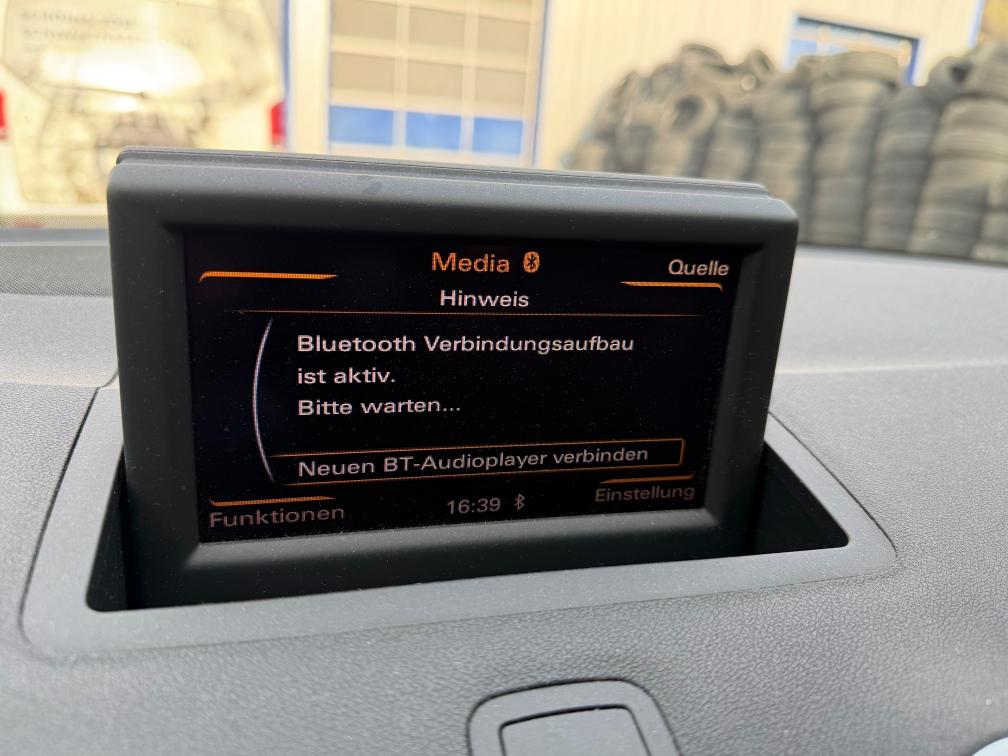 Media
Quelle
Hinweis
Bluetooth Verbindungsaufbau
ist aktiv.
Bitte warten...
Neuen BT-Audioplayer verbinden
Funktionen
16:39
Einstellung